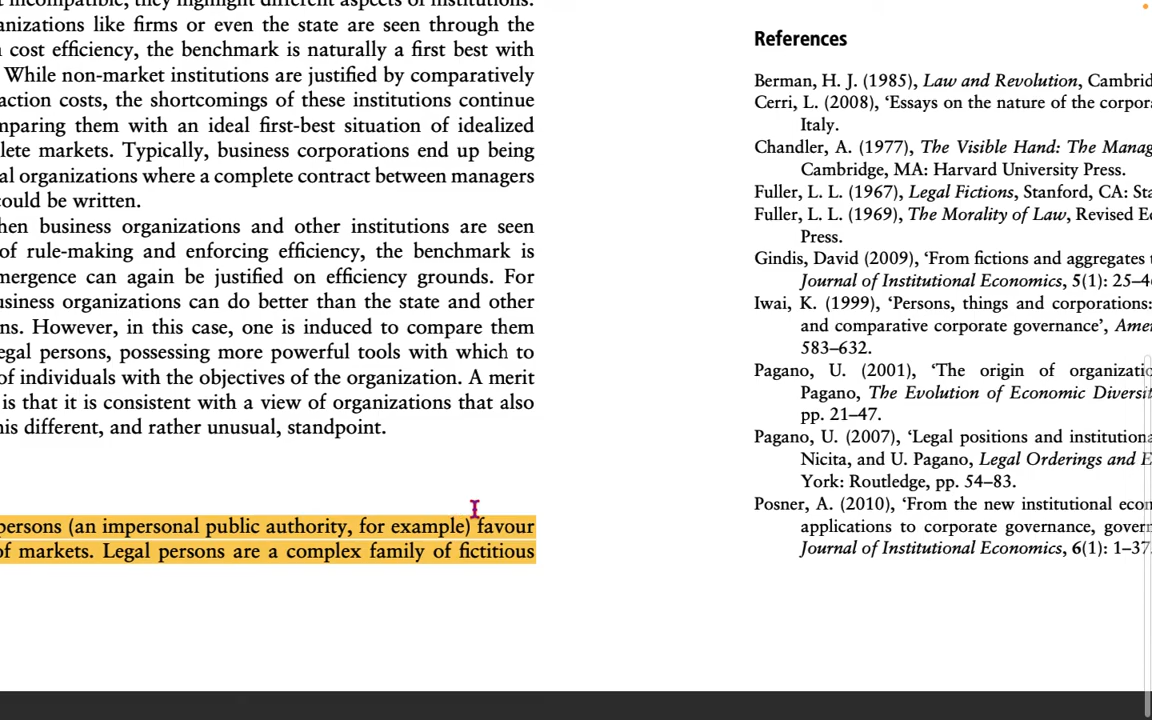 incompatible, they highlight different aspects of institutions.
anizations like firms or even the state are seen through the
cost efficiency, the benchmark is naturally a first best with
While non-market institutions are justified by comparatively
action costs, the shortcomings of these institutions continue
mparing them with an ideal first-best situation of idealized
lete markets. Typically, business corporations end up being
al organizations where a complete contract between managers
could be written.
hen business organizations and other institutions are seen
of rule-making and enforcing efficiency, the benchmark is
mergence can again be justified on efficiency grounds. For
usiness organizations can do better than the state and other
ns. However, in this case, one is induced to compare them
egal persons, possessing more powerful tools with which to
of individuals with the objectives of the organization. A merit
is that it is consistent with a view of organizations that also
his different, and rather unusual, standpoint.
persons (an impersonal public authority, for example) favour
of markets. Legal persons are a complex family of fictitious
References
Berman, H. J. (1985), Law and Revolution, Cambrid
Cerri, L. (2008), ‘Essays on the nature of the corpor
Italy.
Chandler, A. (1977), The Visible Hand: The Manag
Cambridge, MA: Harvard University Press.
Fuller, L. L. (1967), Legal Fictions, Stanford, CA: Sta
Fuller, L. L. (1969), The Morality of Law, Revised Ed
Press.
Gindis, David (2009), ‘From fictions and aggregates t
Journal of Institutional Economics, 5(1): 25–4
Iwai, K. (1999), ‘Persons, things and corporations:
and comparative corporate governance’, Amer
583–632.
Pagano, U. (2001), ‘The origin of organizatio
Pagano, The Evolution of Economic Diversit
pp. 21–47.
Pagano, U. (2007), ‘Legal positions and institutiona
Nicita, and U. Pagano, Legal Orderings and E
York: Routledge, pp. 54–83.
Posner, A. (2010), ‘From the new institutional econ
applications to corporate governance, govern
Journal of Institutional Economics, 6(1): 1–37